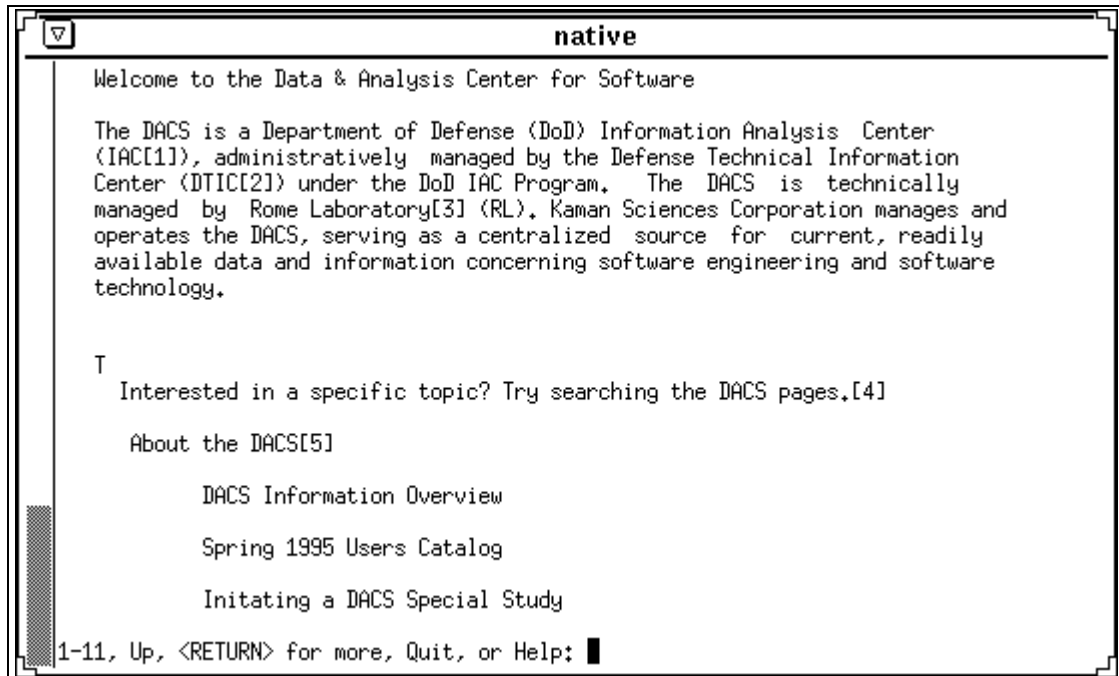 native
Welcome to the Data & Analysis Center for Software
The DACS is a Department of Defense (DoD) Information Analysis  Center
(IAC[1]), administratively  managed by the Defense Technical Information
Center (DTIC[2]) under the DoD IAC Program.   The  DACS  is  technically
managed  by  Rome Laboratory[3] (RL). Kaman Sciences Corporation manages and
operates the DACS, serving as a centralized  source  for  current, readily
available data and information concerning software engineering and software
technology.
T
Interested in a specific topic? Try searching the DACS pages.[4]
About the DACS[5]
DACS Information Overview
Spring 1995 Users Catalog
Initating a DACS Special Study
1-11, Up, <RETURN> for more, Quit, or Help: